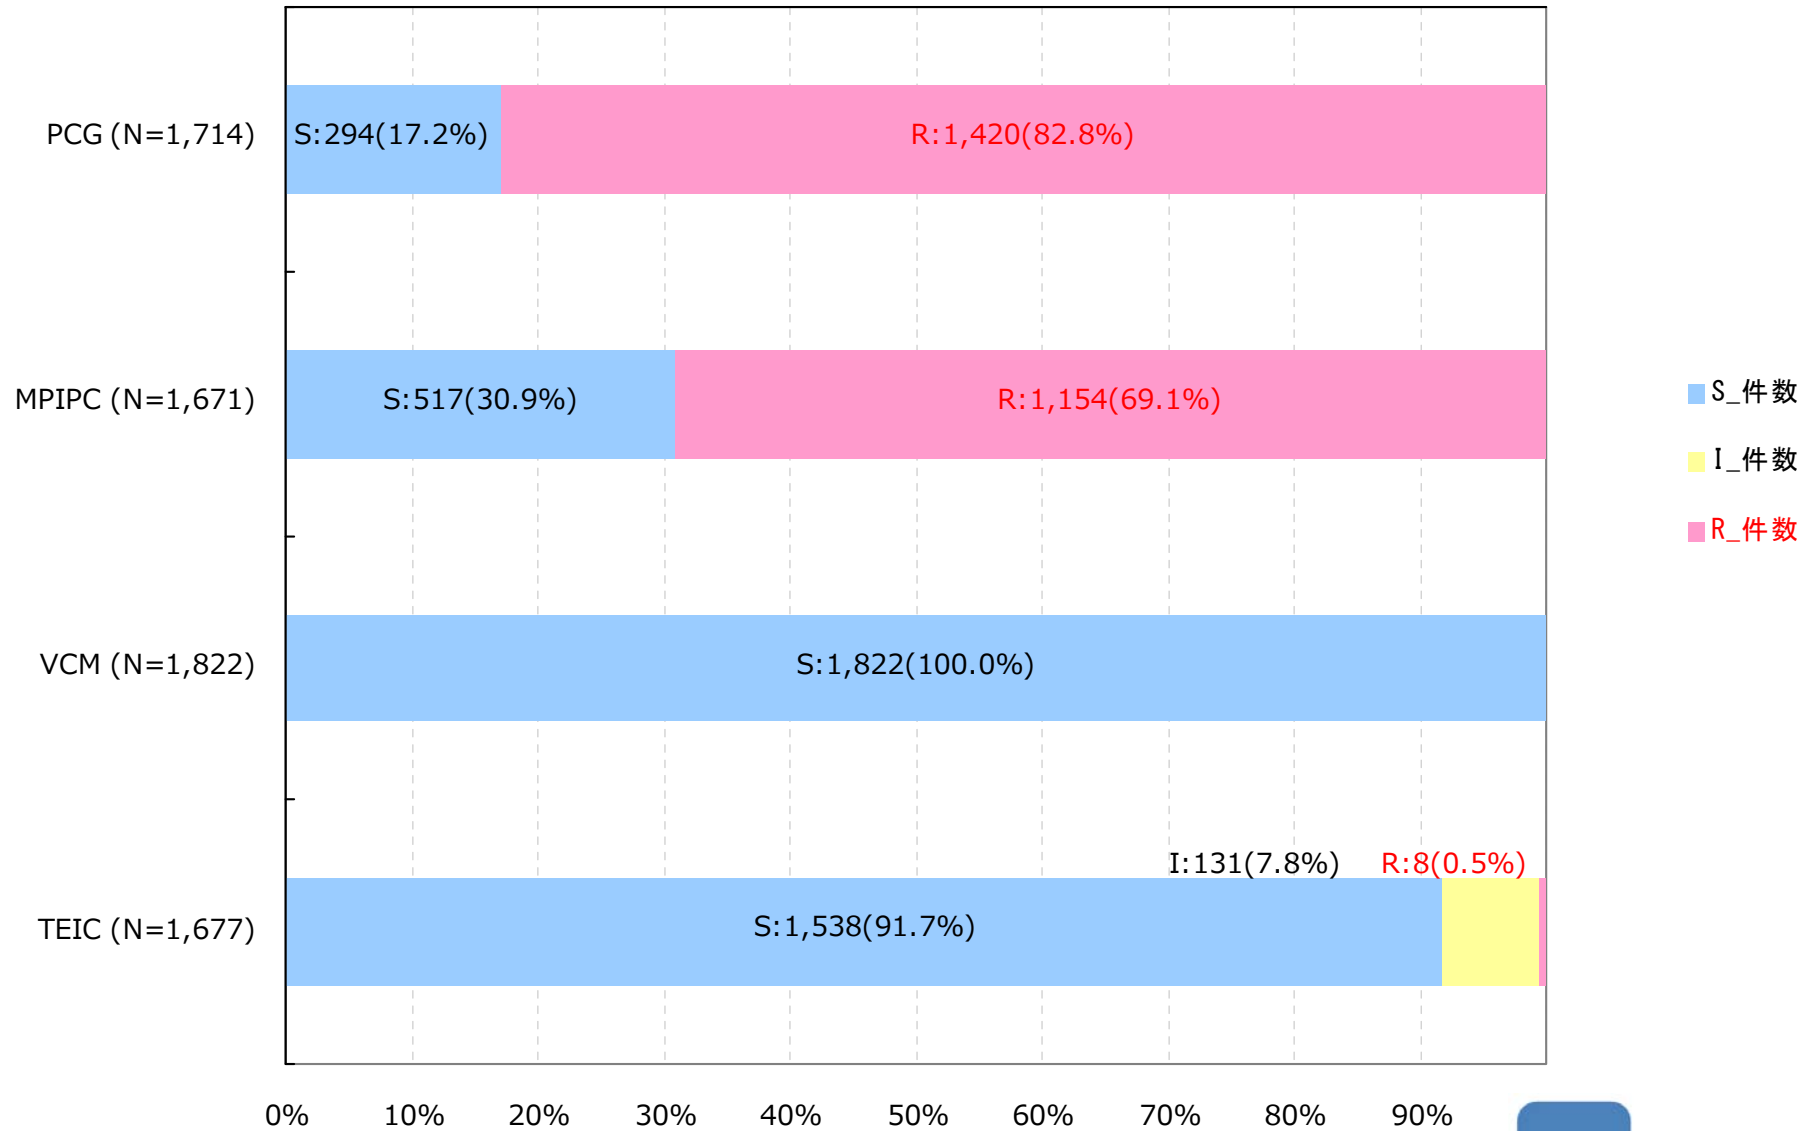 PCG (N=1,714)
S:294(17.2%)
R:1,420(82.8%)
MPIPC (N=1,671)
S:517(30.9%)
R:1,154(69.1%)
S_件数
I_件数
R_件数
VCM (N=1,822)
S:1,822(100.0%)
I:131(7.8%)
R:8(0.5%)
TEIC (N=1,677)
S:1,538(91.7%)
0% 10% 20% 30% 40% 50% 60% 70% 80% 90%